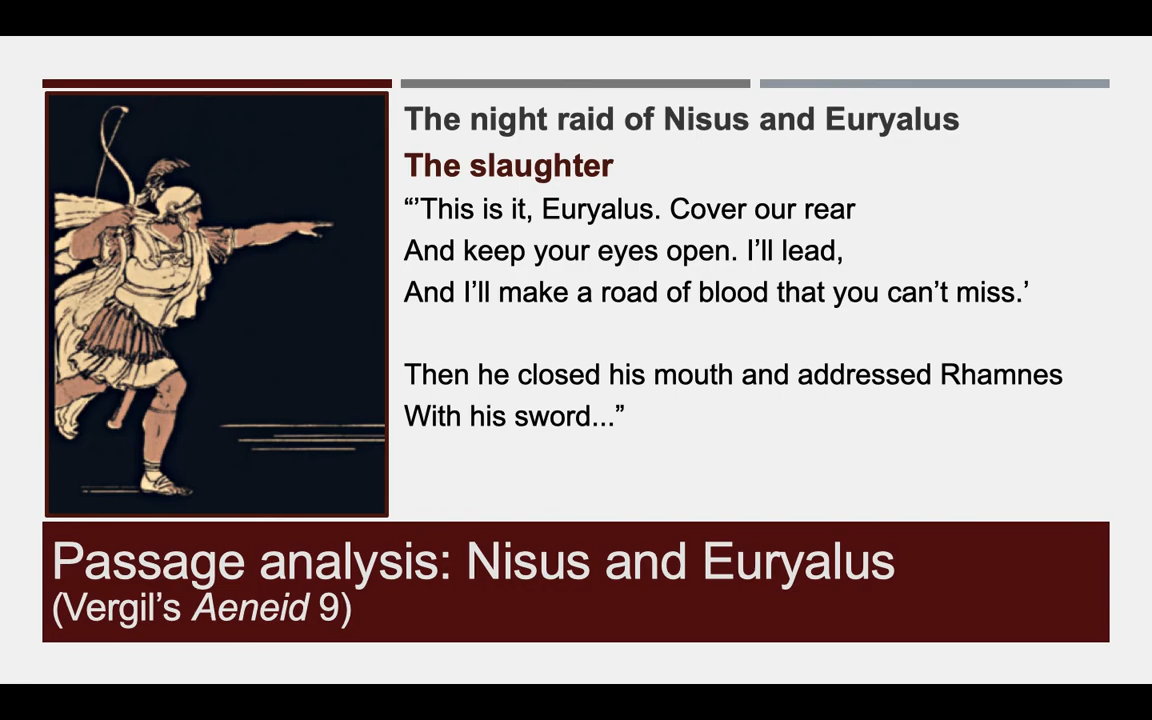 The night raid of Nisus and Euryalus
The slaughter
“’This is it, Euryalus. Cover our rear
And keep your eyes open. I’ll lead,
And I’ll make a road of blood that you can’t miss.’
Then he closed his mouth and addressed Rhamnes
With his sword...”
Passage analysis: Nisus and Euryalus
(Vergil’s Aeneid 9)